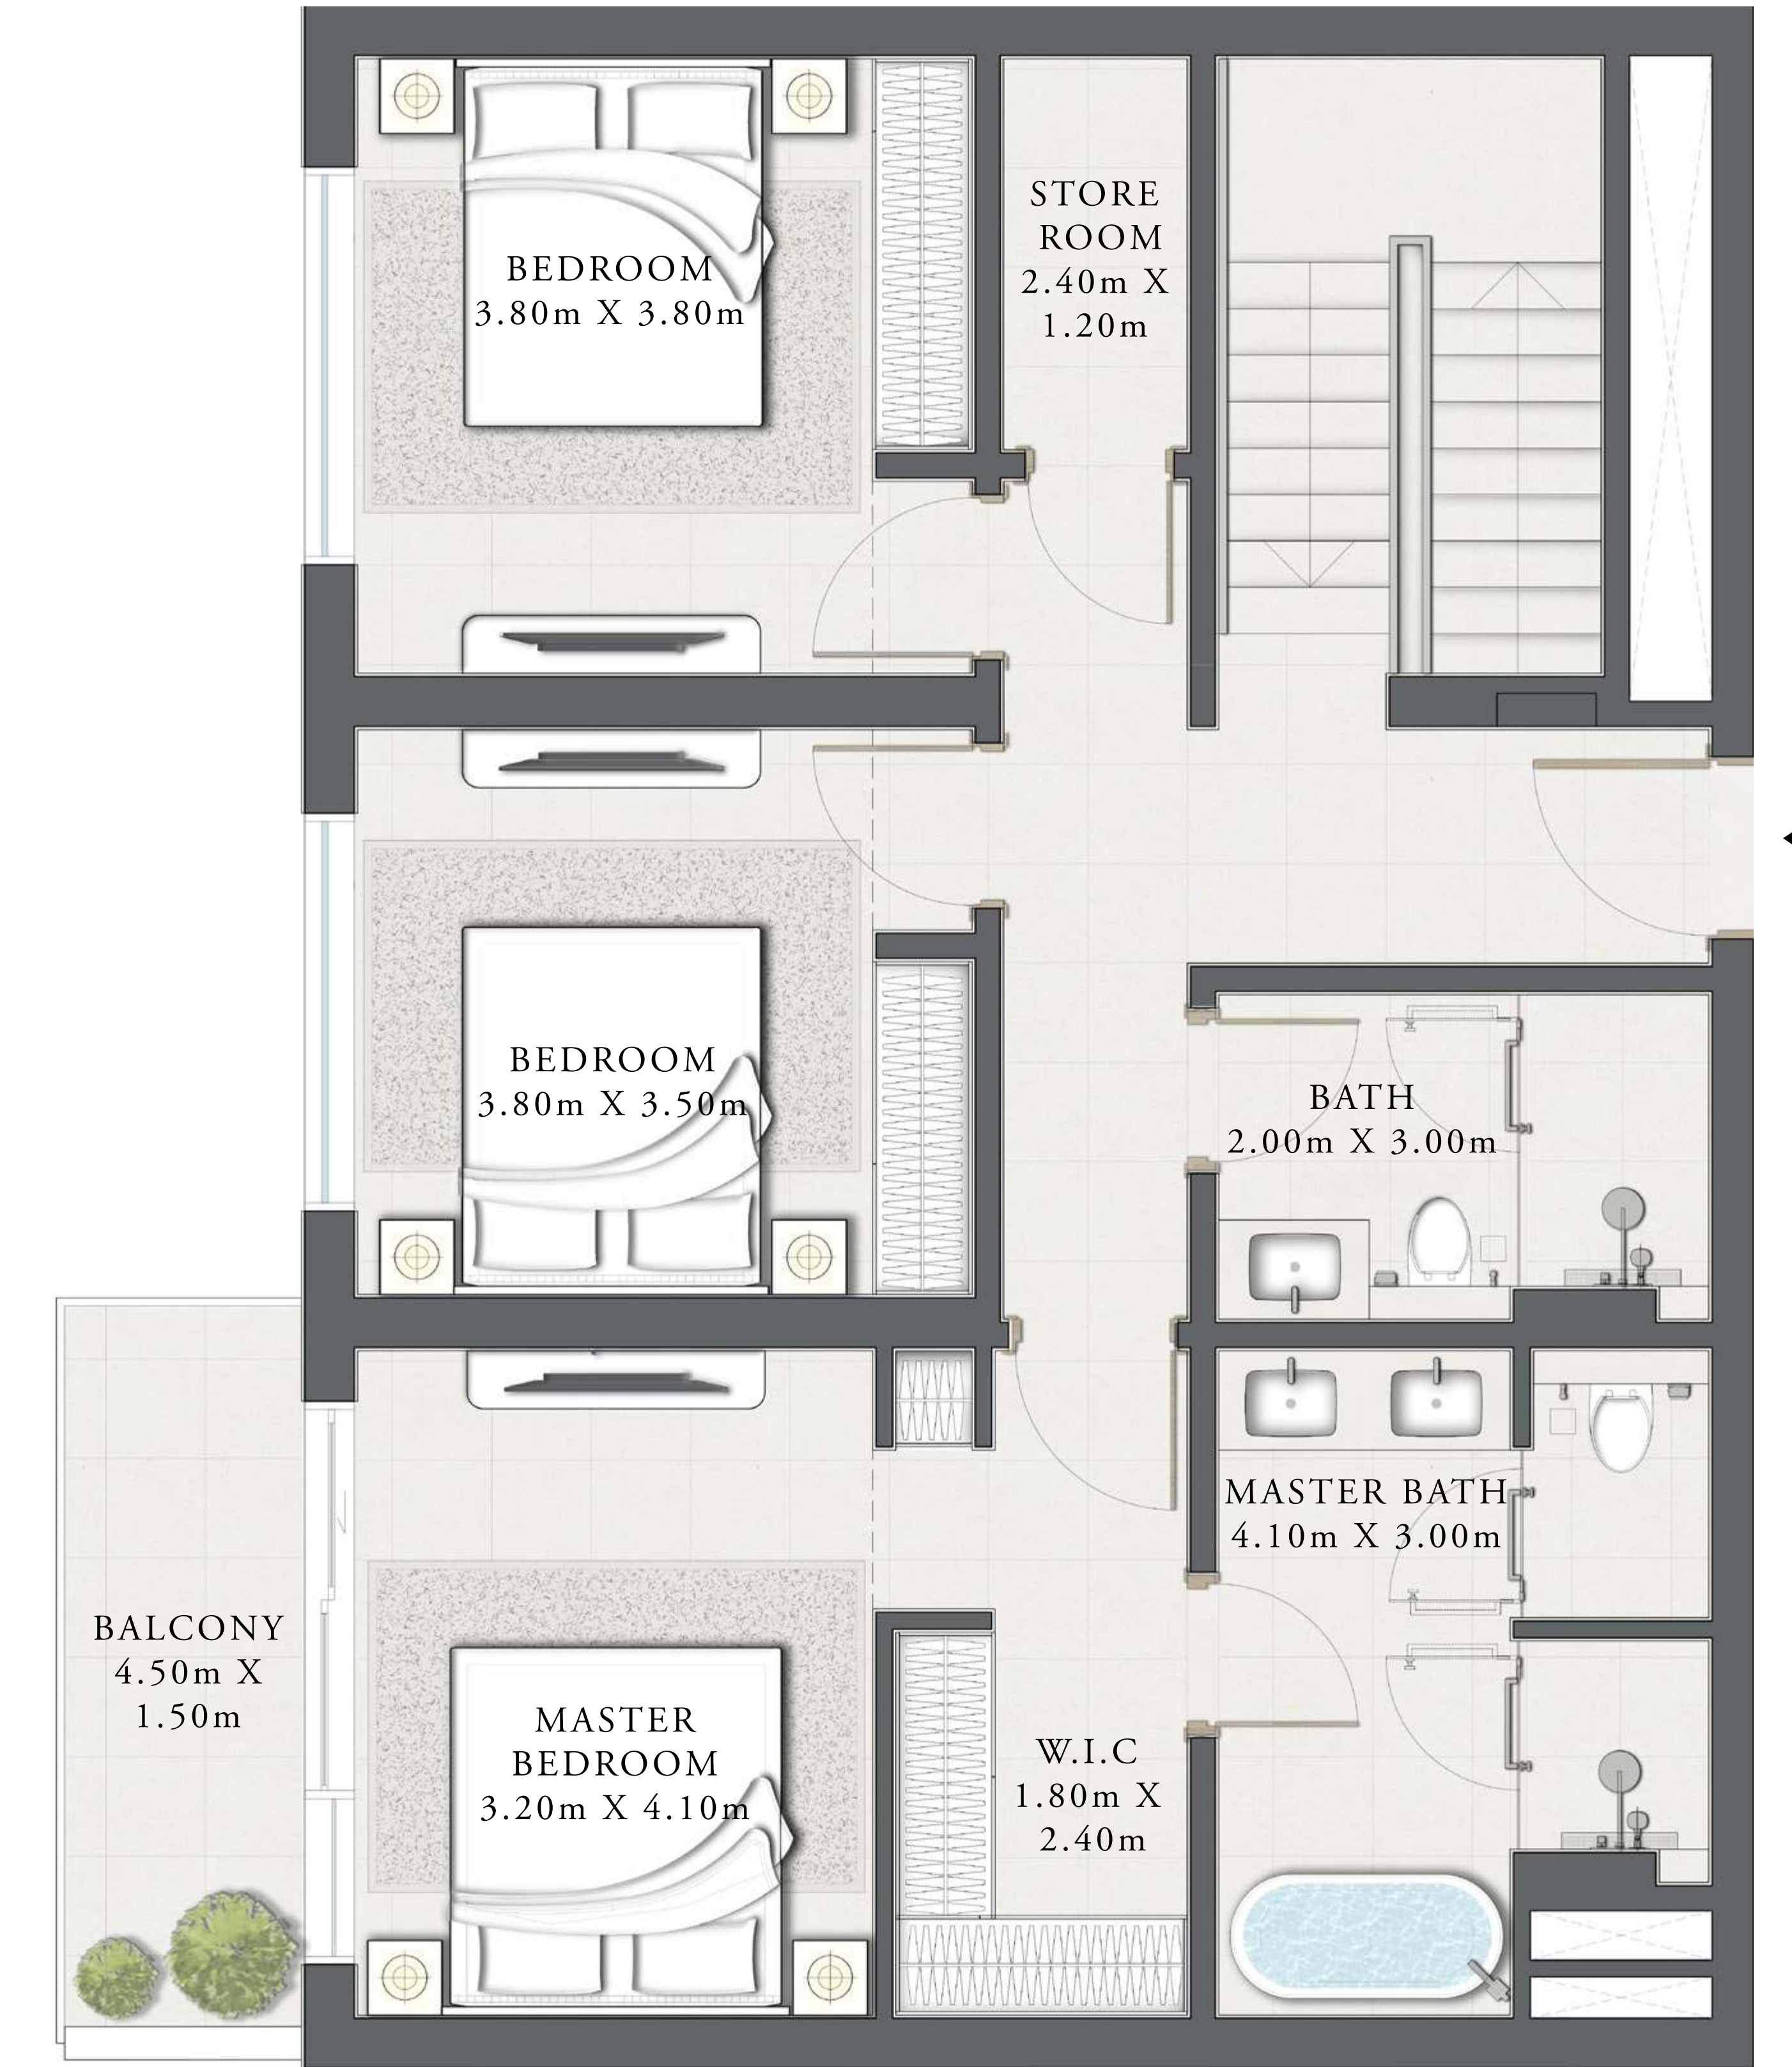 BEDROOM
3.80m X 3.80m
STORE
ROOM
2.40m X
1.20m
BEDROOM
3.80m X 3.50m
BATH
2.00m X 3.00m
MASTER BATH
4.10m X 3.00m
BALCONY
4.50m X
1.50m
MASTER
BEDROOM
3.20m X 4.10m
W.I.C
1.80m X
2.40m